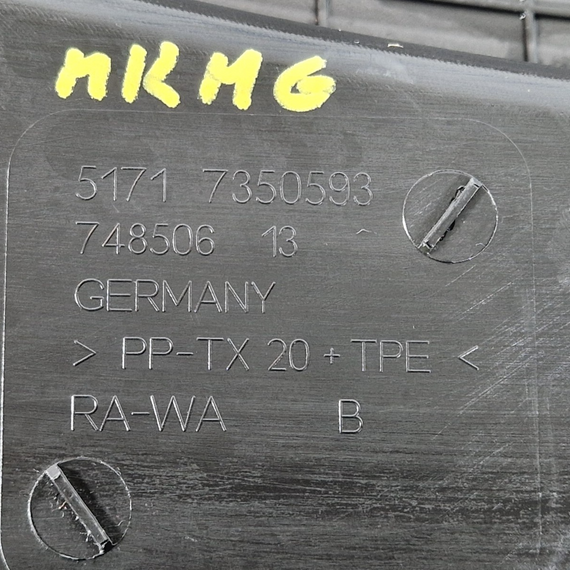 MKMG
5171 7350593
748506 13 ^
GERMANY
> PP-TX 20 + TPE <
RA-WA B